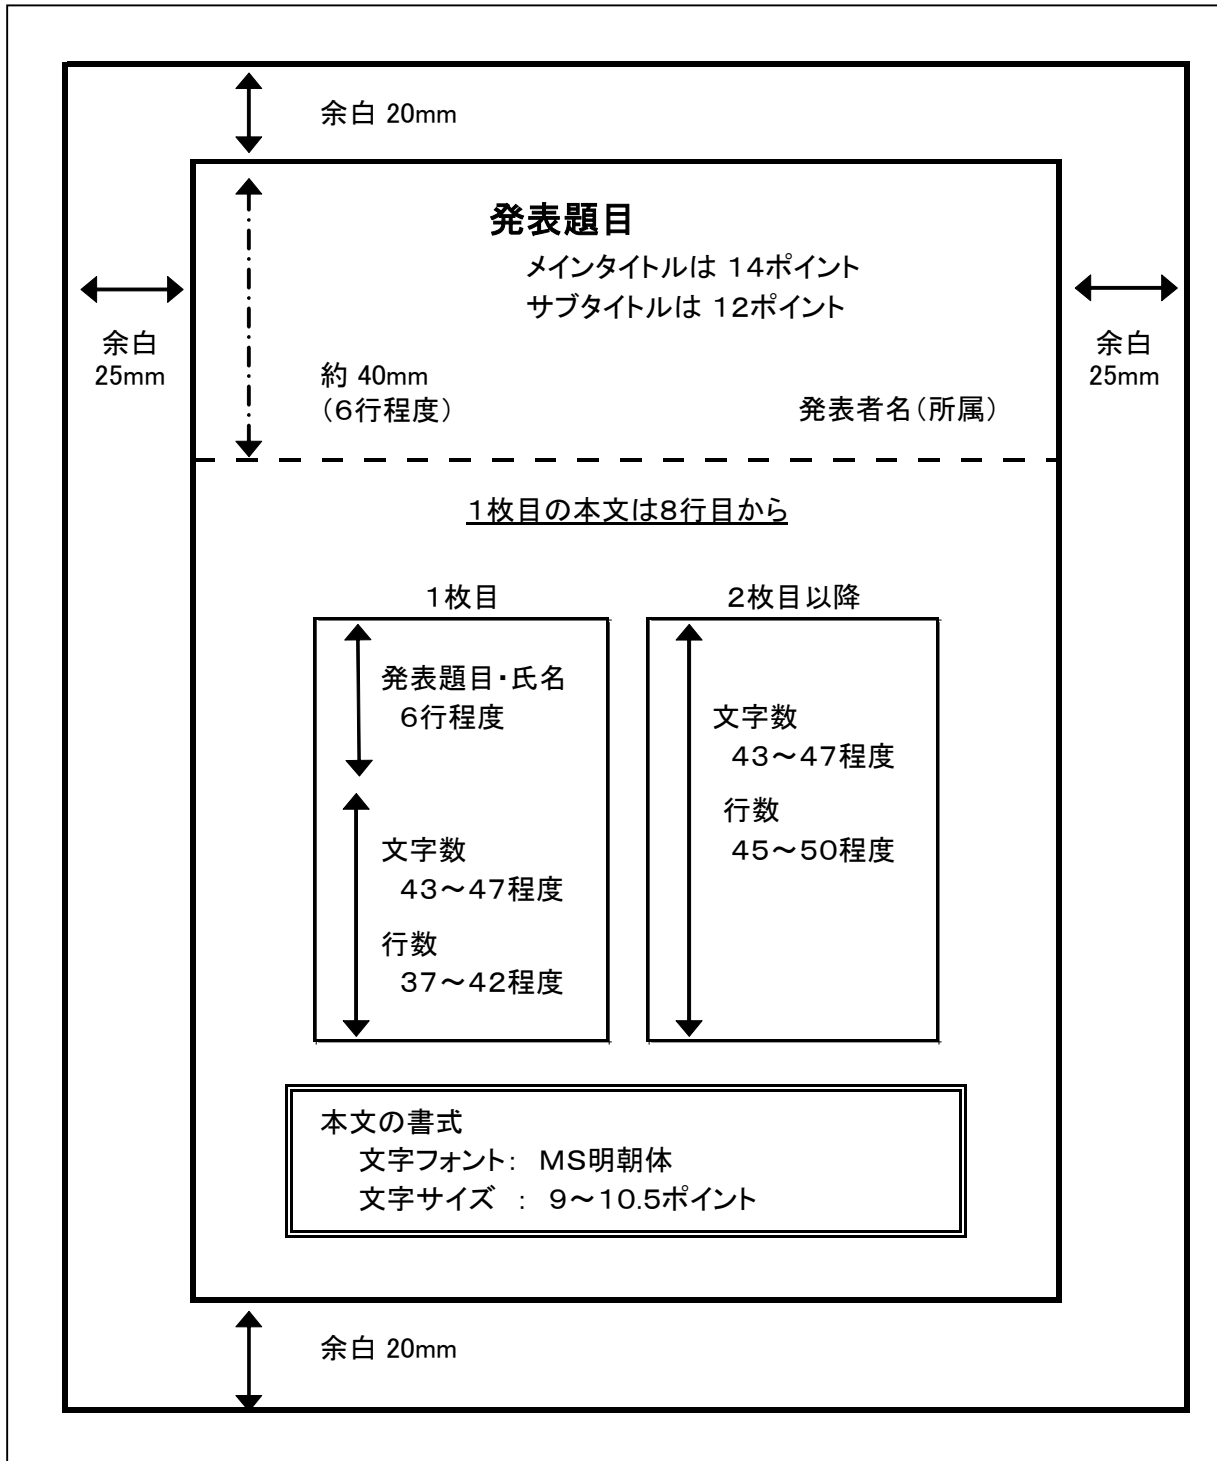 余白 20mm
発表題目
メインタイトルは 14ポイント
サブタイトルは 12ポイント
余白
25mm
余白
25mm
約 40mm
(6行程度)
発表者名(所属)
1枚目の本文は8行目から
1枚目
発表題目・氏名
6行程度
文字数
43～47程度
行数
37～42程度
2枚目以降
文字数
43～47程度
行数
45～50程度
本文の書式
文字フォント: MS明朝体
文字サイズ : 9～10.5ポイント
余白 20mm